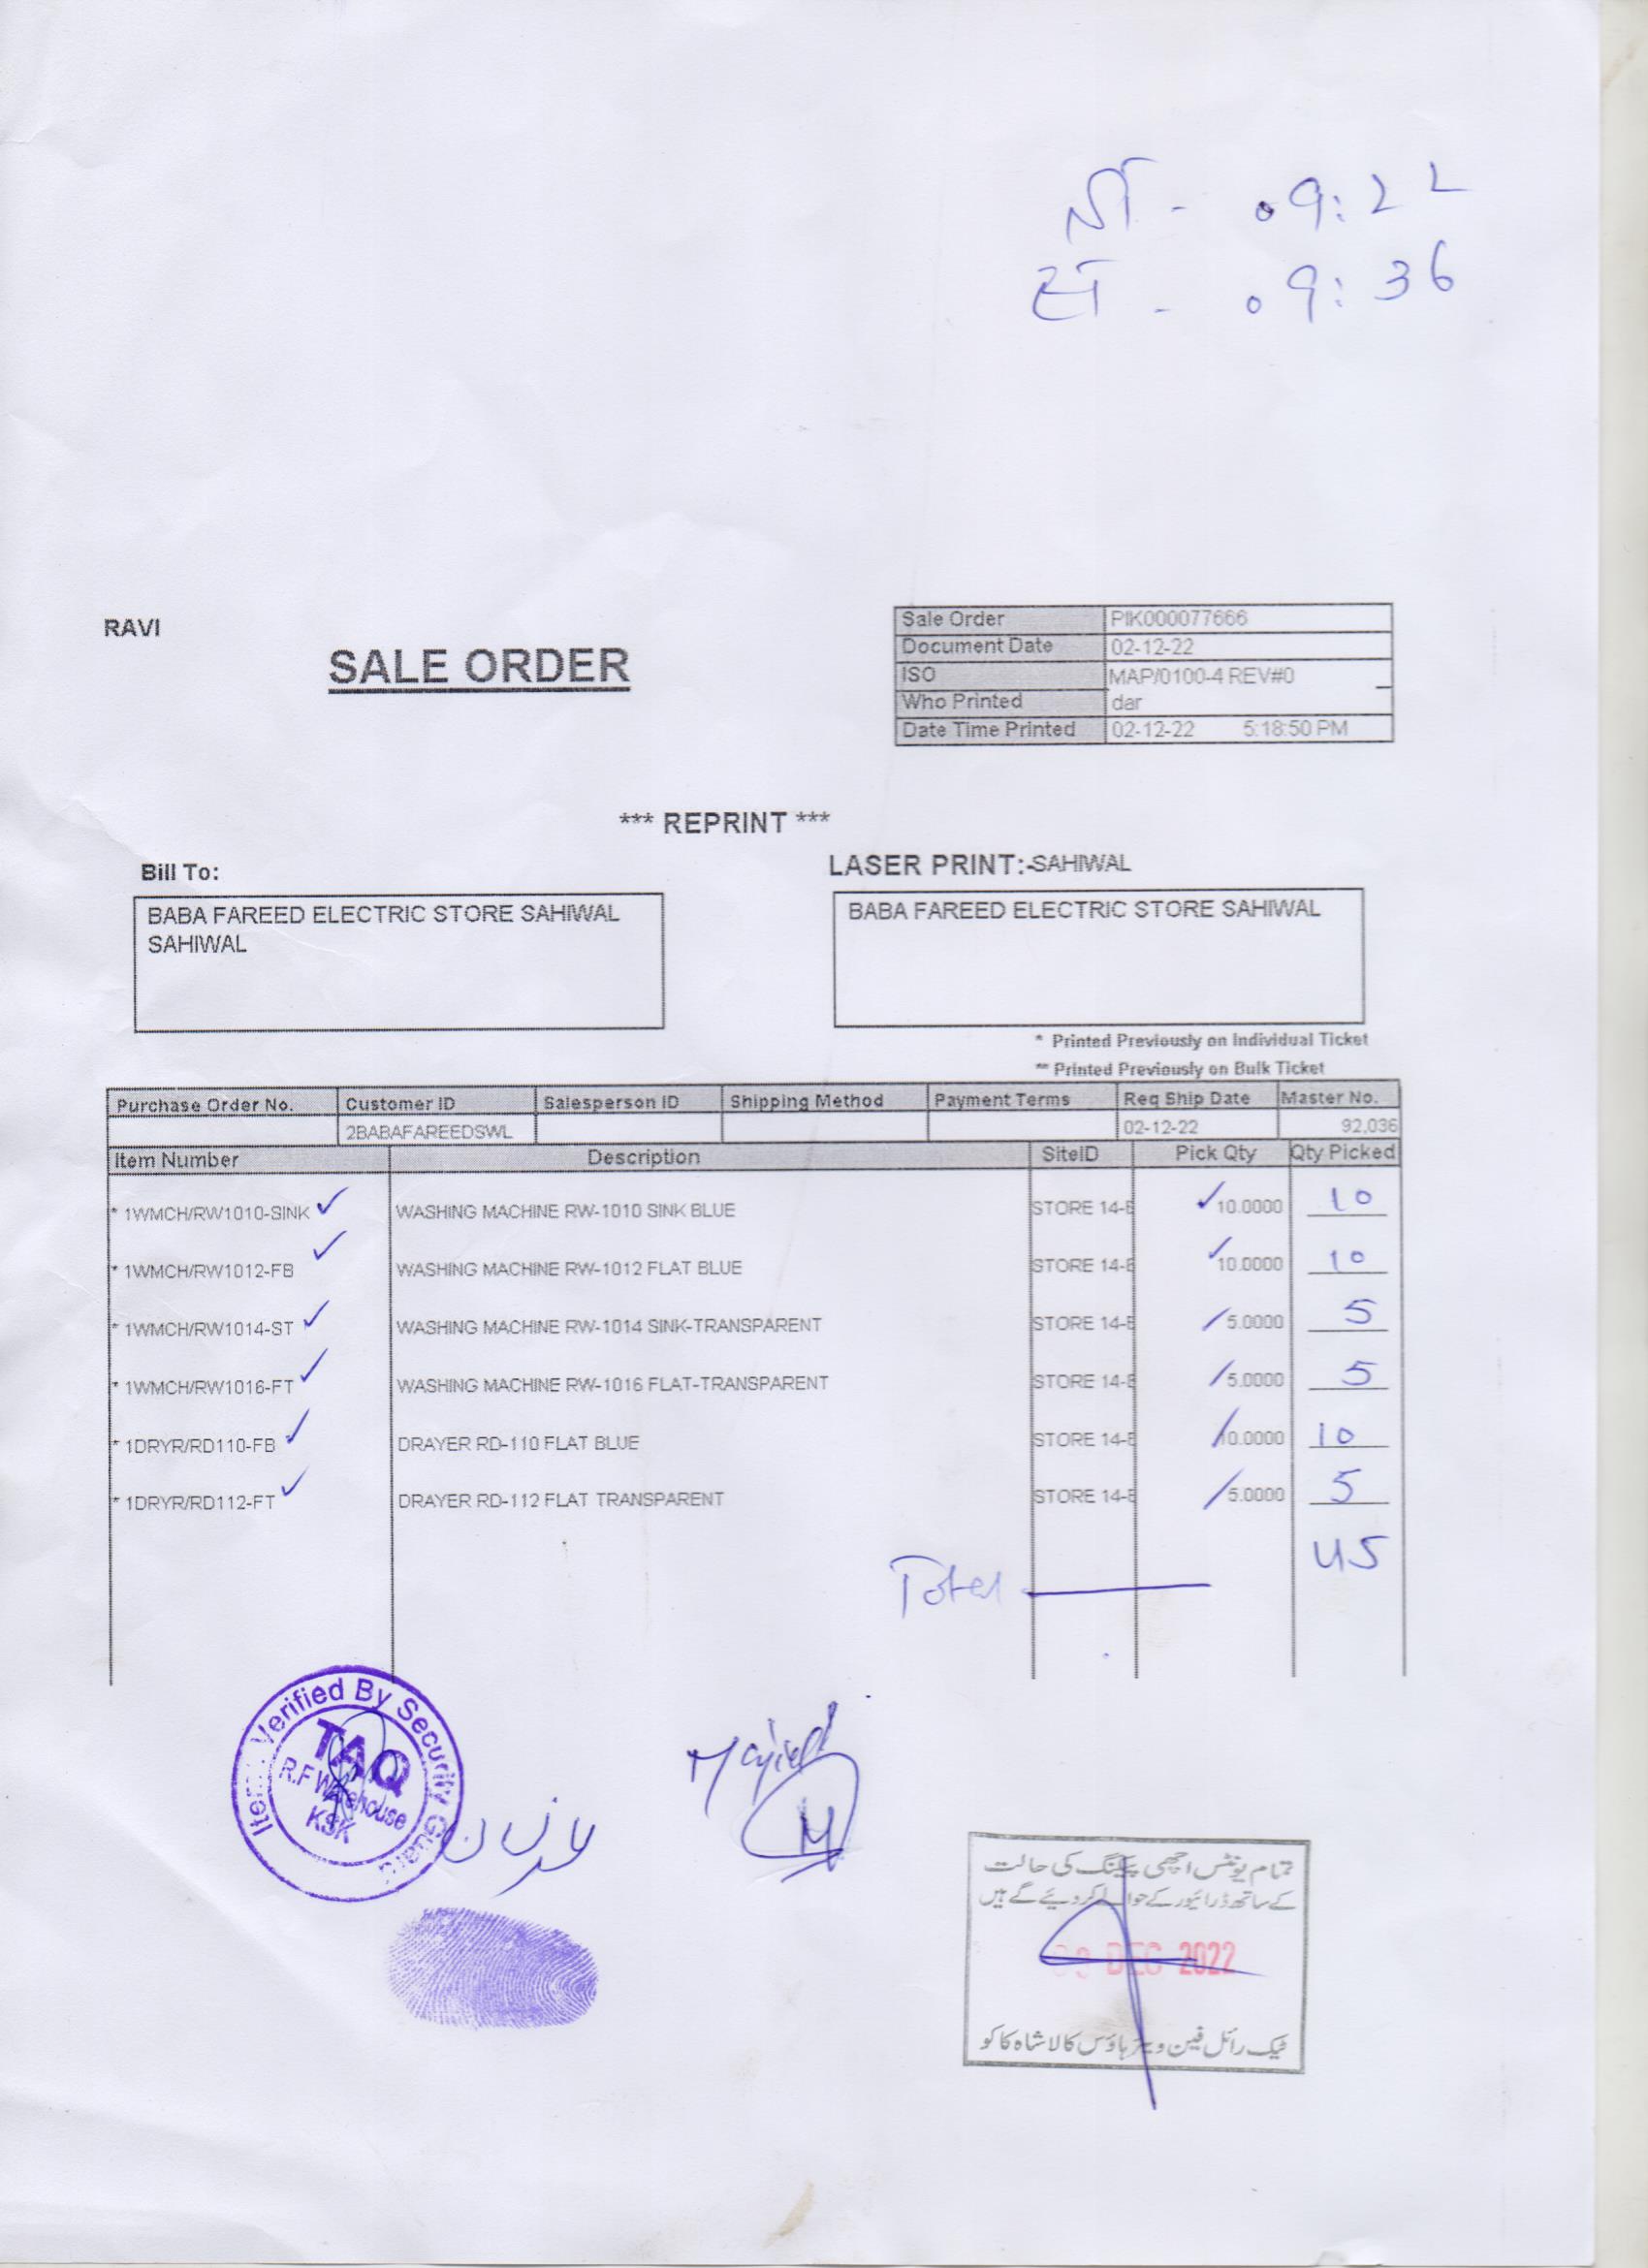 ST - 09:22
ET - 09:36
RAVI
SALE ORDER
Sale Order PIK000077666
Document Date 02-12-22
ISO MAP/0100-4 REV#0
Who Printed dar
Date Time Printed 02-12-22 5:18:50 PM
*** REPRINT ***
Bill To:
LASER PRINT:-SAHIWAL
BABA FAREED ELECTRIC STORE SAHIWAL
SAHIWAL
BABA FAREED ELECTRIC STORE SAHIWAL
* Printed Previously on Individual Ticket
** Printed Previously on Bulk Ticket
Purchase Order No. Customer ID Salesperson ID Shipping Method Payment Terms Req Ship Date Master No.
2BABAFAREEDSWL 02-12-22 92,036
Item Number Description SiteID Pick Qty Qty Picked
* 1WMCH/RW1010-SINK WASHING MACHINE RW-1010 SINK BLUE STORE 14-E 10.0000 10
* 1WMCH/RW1012-FB WASHING MACHINE RW-1012 FLAT BLUE STORE 14-E 10.0000 10
* 1WMCH/RW1014-ST WASHING MACHINE RW-1014 SINK-TRANSPARENT STORE 14-E 5.0000 5
* 1WMCH/RW1016-FT WASHING MACHINE RW-1016 FLAT-TRANSPARENT STORE 14-E 5.0000 5
* 1DRYR/RD110-FB DRAYER RD-110 FLAT BLUE STORE 14-E 10.0000 10
* 1DRYR/RD112-FT DRAYER RD-112 FLAT TRANSPARENT STORE 14-E 5.0000 5
Total 45
Verified By Security Guard
TAQ
R.F Warehouse
KSK
Majid
M
تمام یونٹس اچھی پیکنگ کی حالت
کے ساتھ ڈرائیور کے حوالے کر دیئے گے ہیں
DEC 2022
ٹیک رائل فین ویئر ہاؤس کالا شاہ کاکو